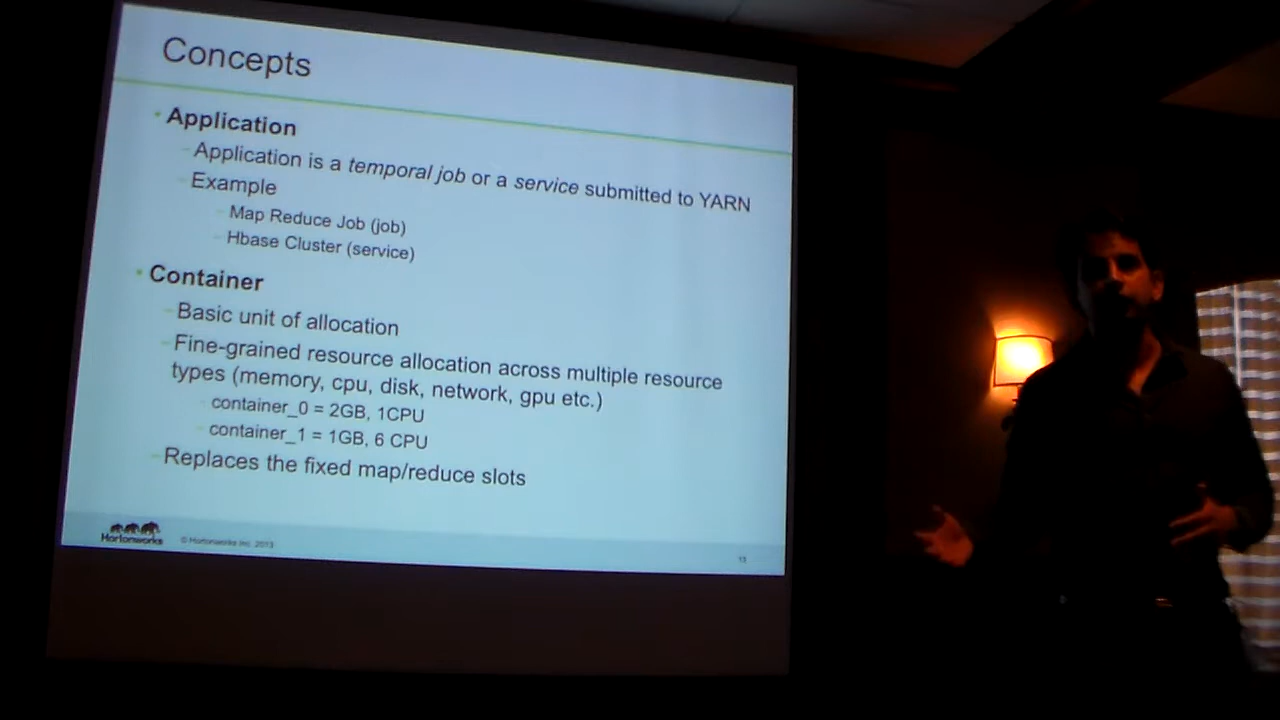 Concepts
Application
Application is a temporal job or a service submitted to YARN
Example
Map Reduce Job (job)
Hbase Cluster (service)
Container
Basic unit of allocation
Fine-grained resource allocation across multiple resource
types (memory, cpu, disk, network, gpu etc.)
container_0 = 2GB, 1CPU
container_1 = 1GB, 6 CPU
Replaces the fixed map/reduce slots
Hortonworks
© Hortonworks Inc. 2013